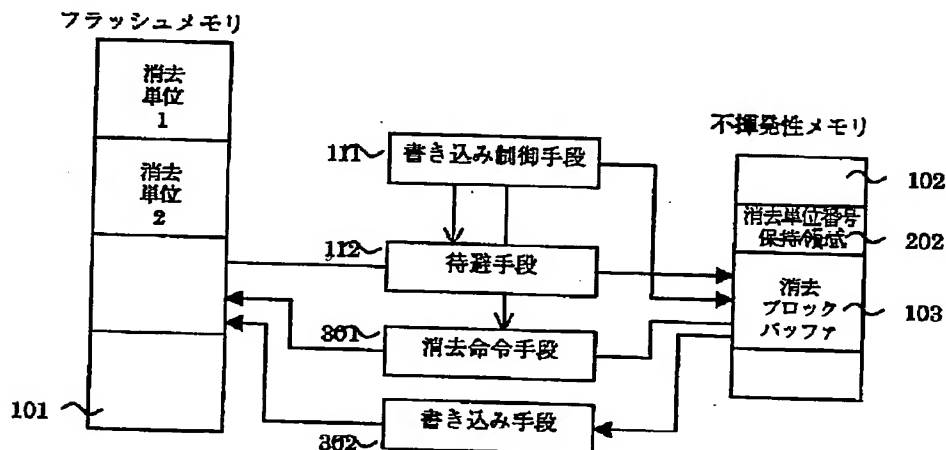 フラッシュメモリ
消去
単位
1
消去
単位
2
101
111
書き込み制御手段
112
待避手段
301
消去命令手段
書き込み手段
302
不揮発性メモリ
102
消去単位番号
保持領域
202
消去
ブロック
バッファ
103